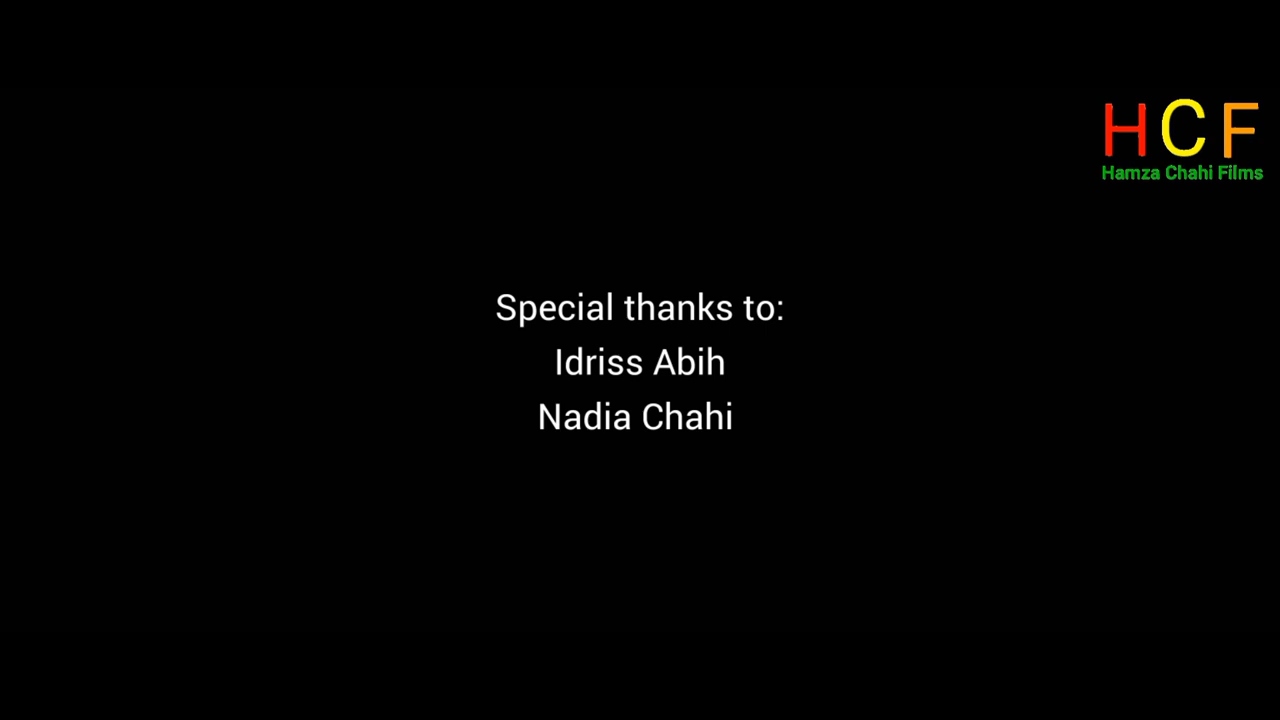 HCF
Hamza Chahi Films
Special thanks to:
Idriss Abih
Nadia Chahi